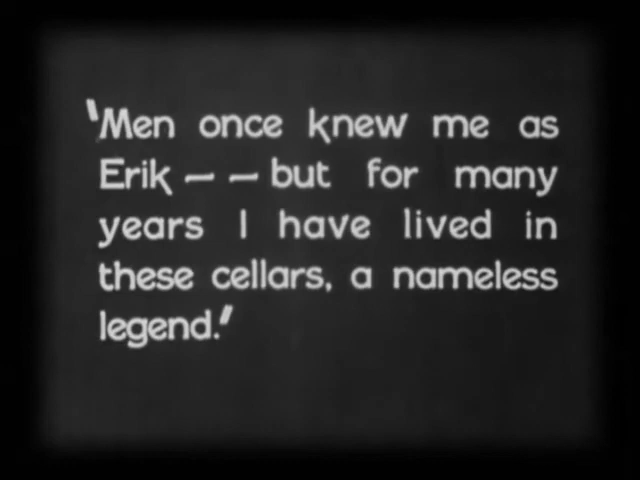 'Men once knew me as
Erik -- but for many
years I have lived in
these cellars, a nameless
legend.'